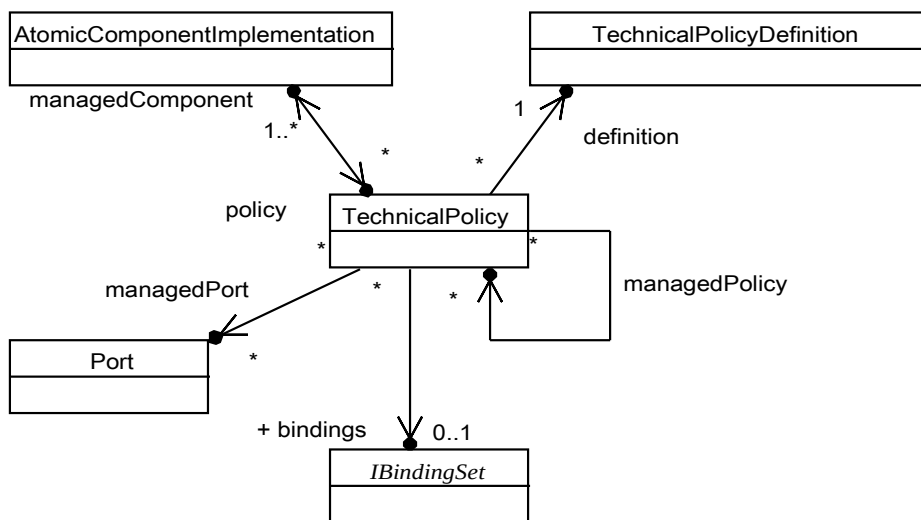 AtomicComponentImplementation
TechnicalPolicyDefinition
managedComponent
1..*
*
1
definition
*
policy
TechnicalPolicy
*
*
managedPort
*
*
managedPolicy
Port
*
+ bindings
0..1
IBindingSet